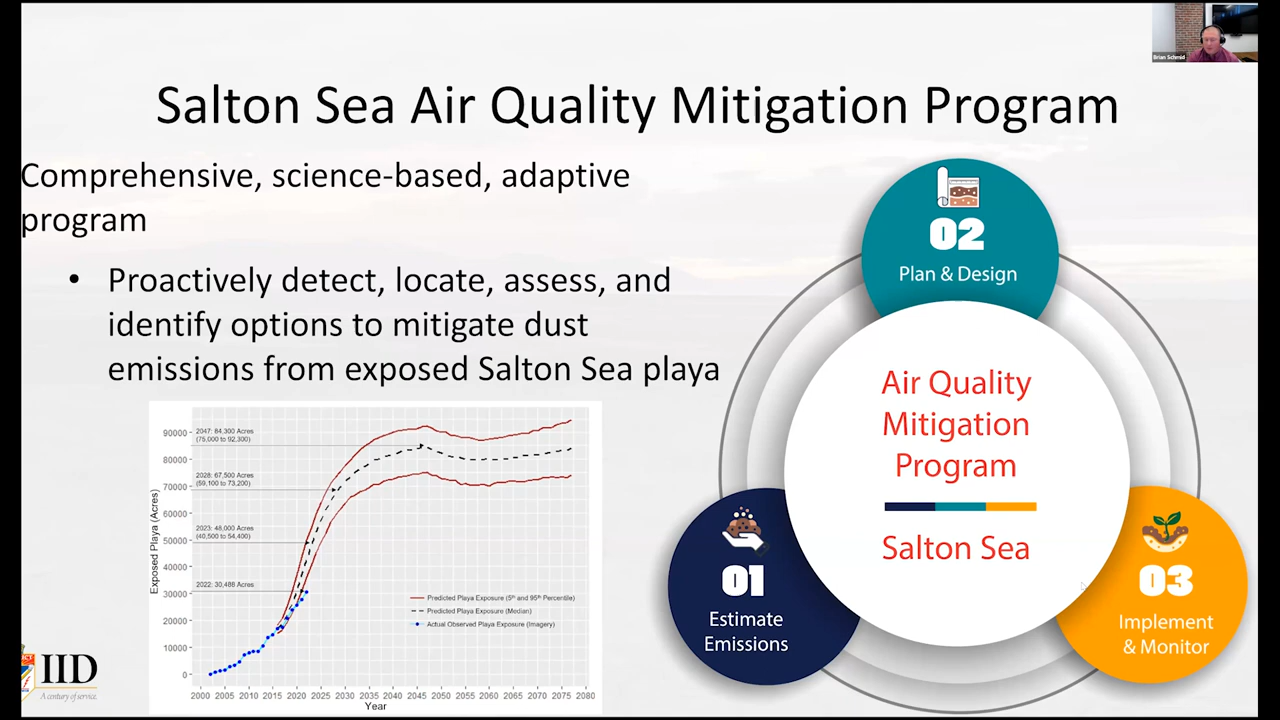 Brian Schmid
Salton Sea Air Quality Mitigation Program
Comprehensive, science-based, adaptive
program
• Proactively detect, locate, assess, and
identify options to mitigate dust
emissions from exposed Salton Sea playa
Exposed Playa (Acres)
90000
80000
70000
60000
50000
40000
30000
20000
10000
0
2047: 84,300 Acres
(75,000 to 92,300)
2028: 67,500 Acres
(59,100 to 73,200)
2023: 48,000 Acres
(40,500 to 54,400)
2022: 30,488 Acres
Predicted Playa Exposure (5th and 95th Percentile)
Predicted Playa Exposure (Median)
Actual Observed Playa Exposure (Imagery)
2000 2005 2010 2015 2020 2025 2030 2035 2040 2045 2050 2055 2060 2065 2070 2075 2080
Year
IID
A century of service.
02
Plan & Design
Air Quality
Mitigation
Program
Salton Sea
01
Estimate
Emissions
03
Implement
& Monitor